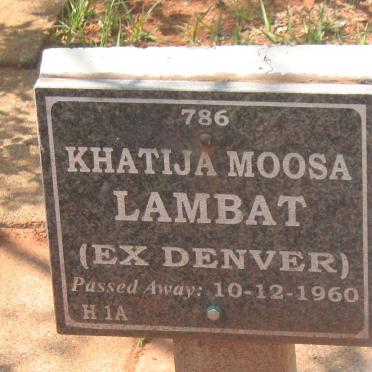 786
KHATIJA MOOSA
LAMBAT
(EX DENVER)
Passed Away: 10-12-1960
H 1A